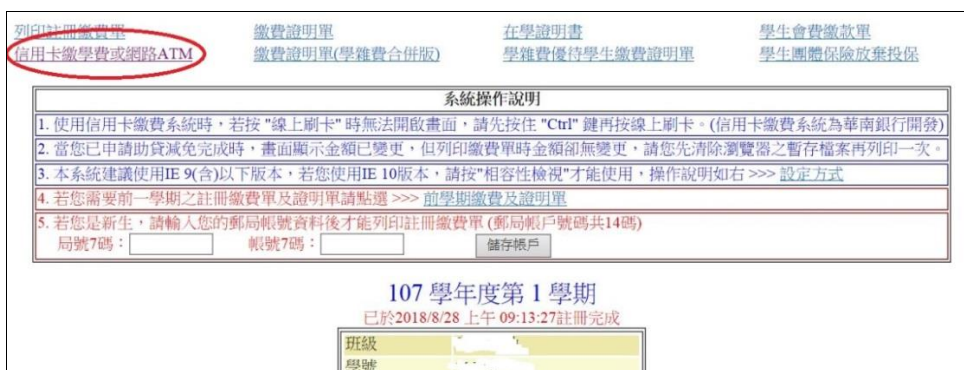 列印註冊繳費單 繳費證明單 在學證明書 學生會費繳款單
信用卡繳學費或網路ATM 繳費證明單(學雜費合併版) 學雜費優待學生繳費證明單 學生團體保險放棄投保
系統操作說明
1. 使用信用卡繳費系統時，若按 "線上刷卡" 時無法開啟畫面，請先按住 "Ctrl" 鍵再按線上刷卡。(信用卡繳費系統為華南銀行開發)
2. 當您已申請助貸減免完成時，畫面顯示金額已變更，但列印繳費單時金額卻無變更，請您先清除瀏覽器之暫存檔案再列印一次。
3. 本系統建議使用IE 9(含)以下版本，若您使用IE 10版本，請按"相容性檢視"才能使用，操作說明如右 >>> 設定方式
4. 若您需要前一學期之註冊繳費單及證明單請點選 >>> 前學期繳費及證明單
5. 若您是新生，請輸入您的郵局帳號資料後才能列印註冊繳費單 (郵局帳戶號碼共14碼)
局號7碼： 帳號7碼： 儲存帳戶
107 學年度第 1 學期
已於2018/8/28 上午 09:13:27註冊完成
班級
學號